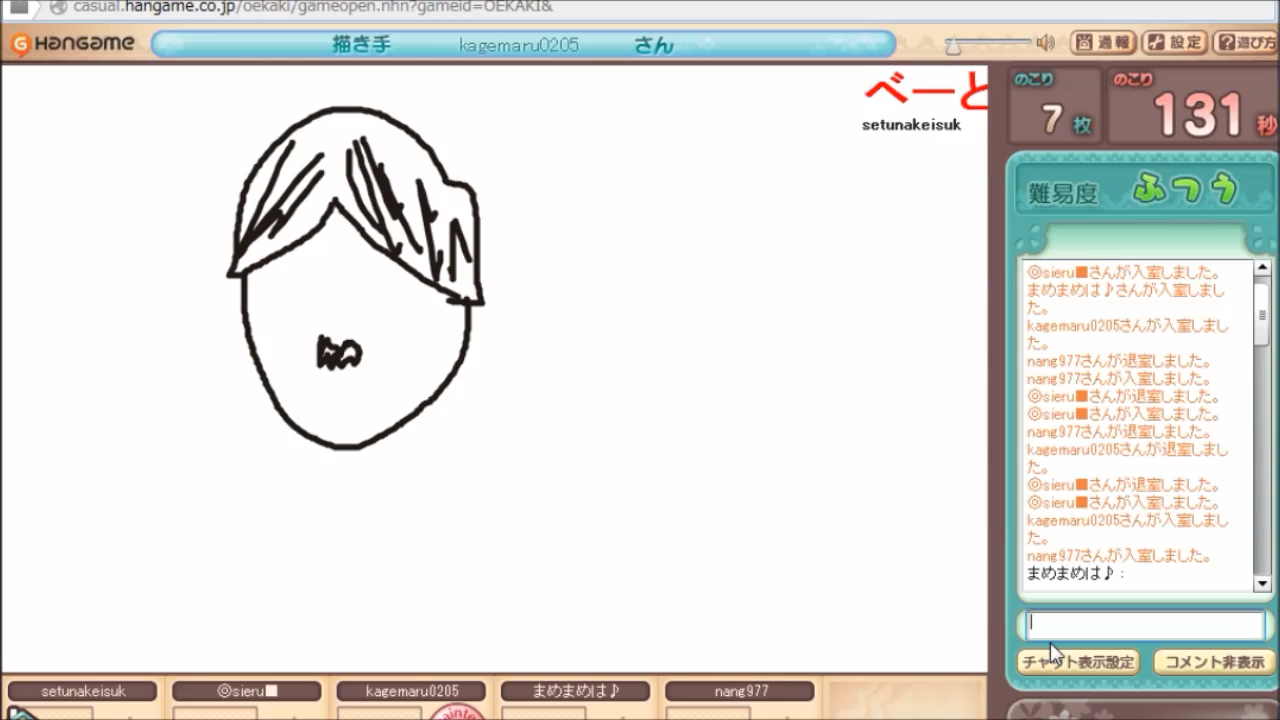 casual.hangame.co.jp/oekaki/gameopen.nhn?gameid=OEKAKI&
HANGAME
描き手 kagemaru0205 さん
通報
設定
遊び方
べーと
setunakeisuk
のこり
7枚
のこり
131秒
難易度 ふつう
◎sieru■さんが入室しました。
まめまめは♪さんが入室しまし
た。
kagemaru0205さんが入室しまし
た。
nang977さんが退室しました。
nang977さんが入室しました。
◎sieru■さんが退室しました。
◎sieru■さんが入室しました。
nang977さんが退室しました。
kagemaru0205さんが退室しまし
た。
◎sieru■さんが退室しました。
◎sieru■さんが入室しました。
kagemaru0205さんが入室しまし
た。
nang977さんが入室しました。
まめまめは♪ :
チャット表示設定
コメント非表示
setunakeisuk
◎sieru■
kagemaru0205
まめまめは♪
nang977